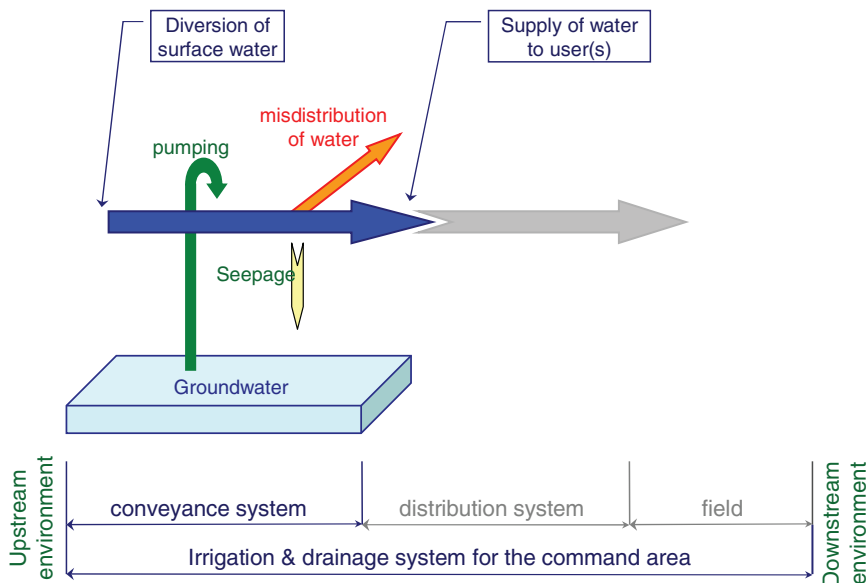 Diversion of
surface water
Supply of water
to user(s)
misdistribution
of water
pumping
Seepage
Groundwater
Upstream
environment
conveyance system
distribution system
field
Downstream
environment
Irrigation & drainage system for the command area